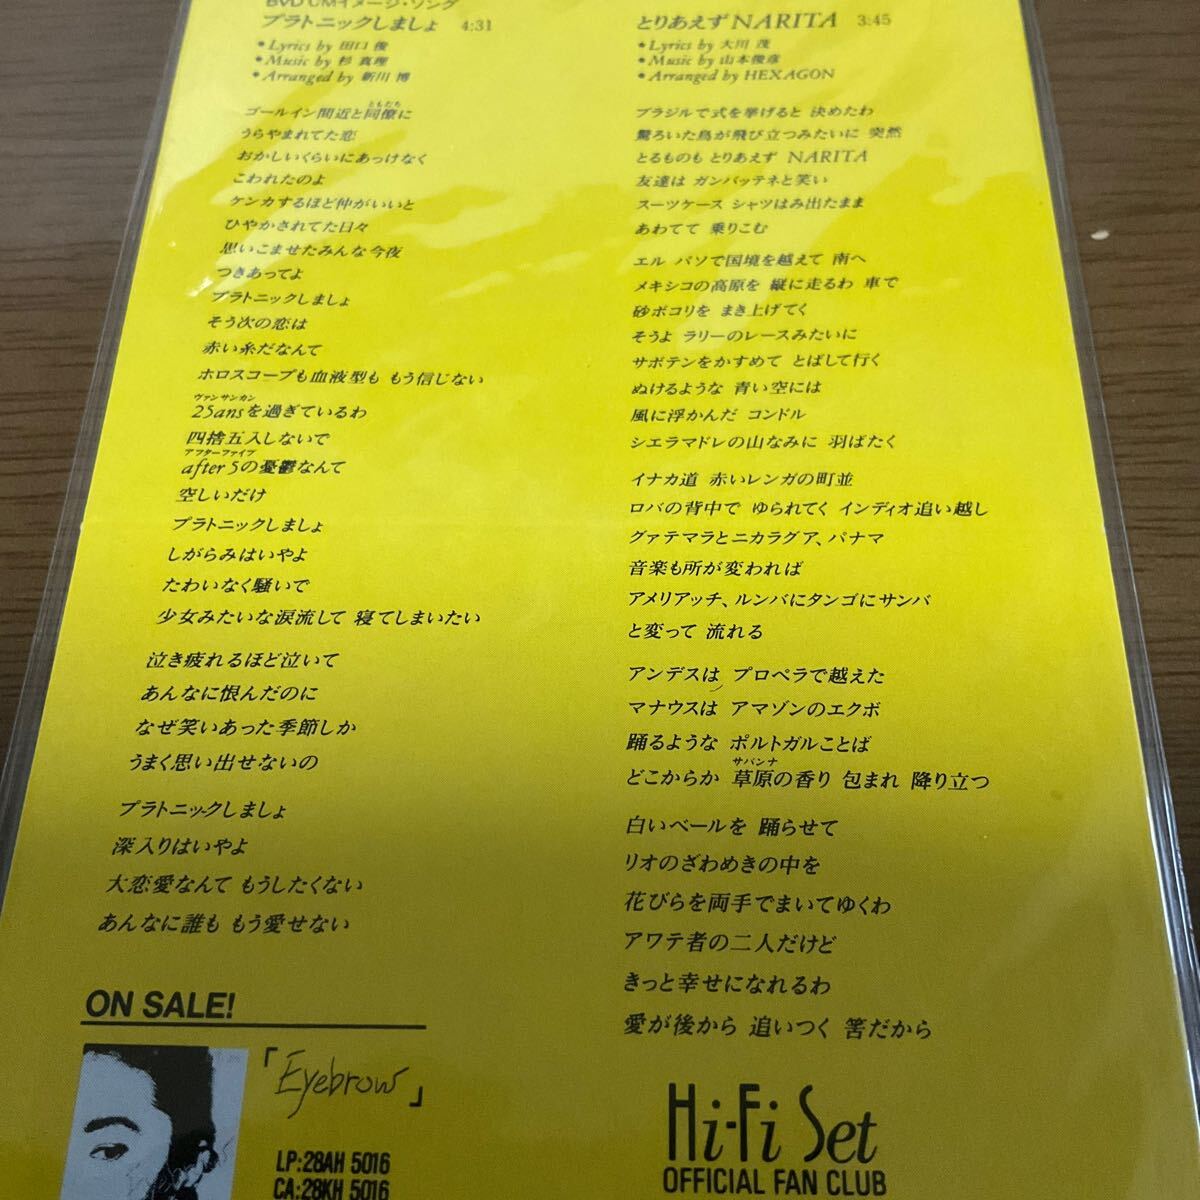 BVD CMイメージ・ソング
プラトニックしましょ 4:31
•Lyrics by 田口 俊
•Music by 杉 真理
•Arranged by 新川 博
ゴールイン間近と同僚に
ともだち
うらやまれてた恋
おかしいくらいにあっけなく
こわれたのよ
ケンカするほど仲がいいと
ひやかされてた日々
思いこませたみんな今夜
つきあってよ
プラトニックしましょ
そう次の恋は
赤い糸だなんて
ホロスコープも血液型も もう信じない
ヴァンサンカン
25ansを過ぎているわ
四捨五入しないで
アフターファイブ
after 5の憂鬱なんて
空しいだけ
プラトニックしましょ
しがらみはいやよ
たわいなく騒いで
少女みたいな涙流して 寝てしまいたい
泣き疲れるほど泣いて
あんなに恨んだのに
なぜ笑いあった季節しか
うまく思い出せないの
プラトニックしましょ
深入りはいやよ
大恋愛なんて もうしたくない
あんなに誰も もう愛せない
ON SALE!
「Eyebrow」
LP:28AH 5016
CA:28KH 5016
とりあえずNARITA 3:45
•Lyrics by 大川 茂
•Music by 山本俊彦
•Arranged by HEXAGON
ブラジルで式を挙げると 決めたわ
驚ろいた鳥が飛び立つみたいに 突然
とるものも とりあえず NARITA
友達は ガンバッテネと笑い
スーツケース シャツはみ出たまま
あわてて 乗りこむ
エル パソで国境を越えて 南へ
メキシコの高原を 縦に走るわ 車で
砂ボコリを まき上げてく
そうよ ラリーのレースみたいに
サボテンをかすめて とばして行く
ぬけるような 青い空には
風に浮かんだ コンドル
シエラマドレの山なみに 羽ばたく
イナカ道 赤いレンガの町並
ロバの背中で ゆられてく インディオ追い越し
グァテマラとニカラグア、パナマ
音楽も所が変われば
アメリアッチ、ルンバにタンゴにサンバ
と変って 流れる
アンデスは プロペラで越えた
マナウスは アマゾンのエクボ
踊るような ポルトガルことば
サバンナ
どこからか 草原の香り 包まれ 降り立つ
白いベールを 踊らせて
リオのざわめきの中を
花びらを両手でまいてゆくわ
アワテ者の二人だけど
きっと幸せになれるわ
愛が後から 追いつく 筈だから
Hi-Fi Set
OFFICIAL FAN CLUB